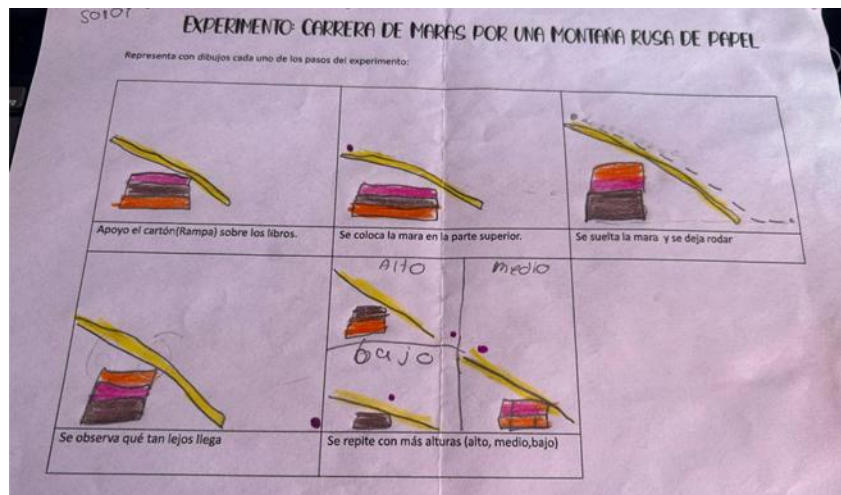 EXPERIMENTO: CARRERA DE MARAS POR UNA MONTAÑA RUSA DE PAPEL
Representa con dibujos cada uno de los pasos del experimento:
Apoyo el cartón(Rampa) sobre los libros.
Se coloca la mara en la parte superior.
Se suelta la mara y se deja rodar
Alto
medio
bajo
Se observa qué tan lejos llega
Se repite con más alturas (alto, medio,bajo)